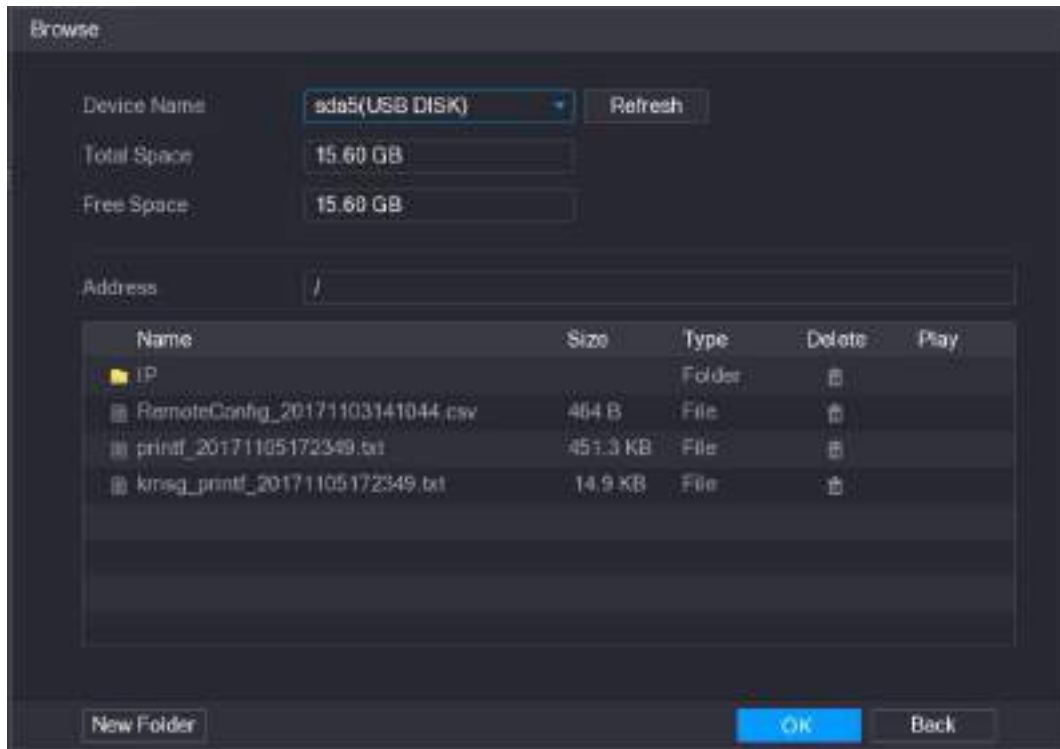 Browse
Device Name sda5(USB DISK) Refresh
Total Space 15.60 GB
Free Space 15.60 GB
Address /
Name Size Type Delete Play
IP Folder
RemoteConfig_20171103141044.csv 464 B File
printf_20171105172349.txt 451.3 KB File
kmsg_printf_20171105172349.txt 14.9 KB File
New Folder OK Back